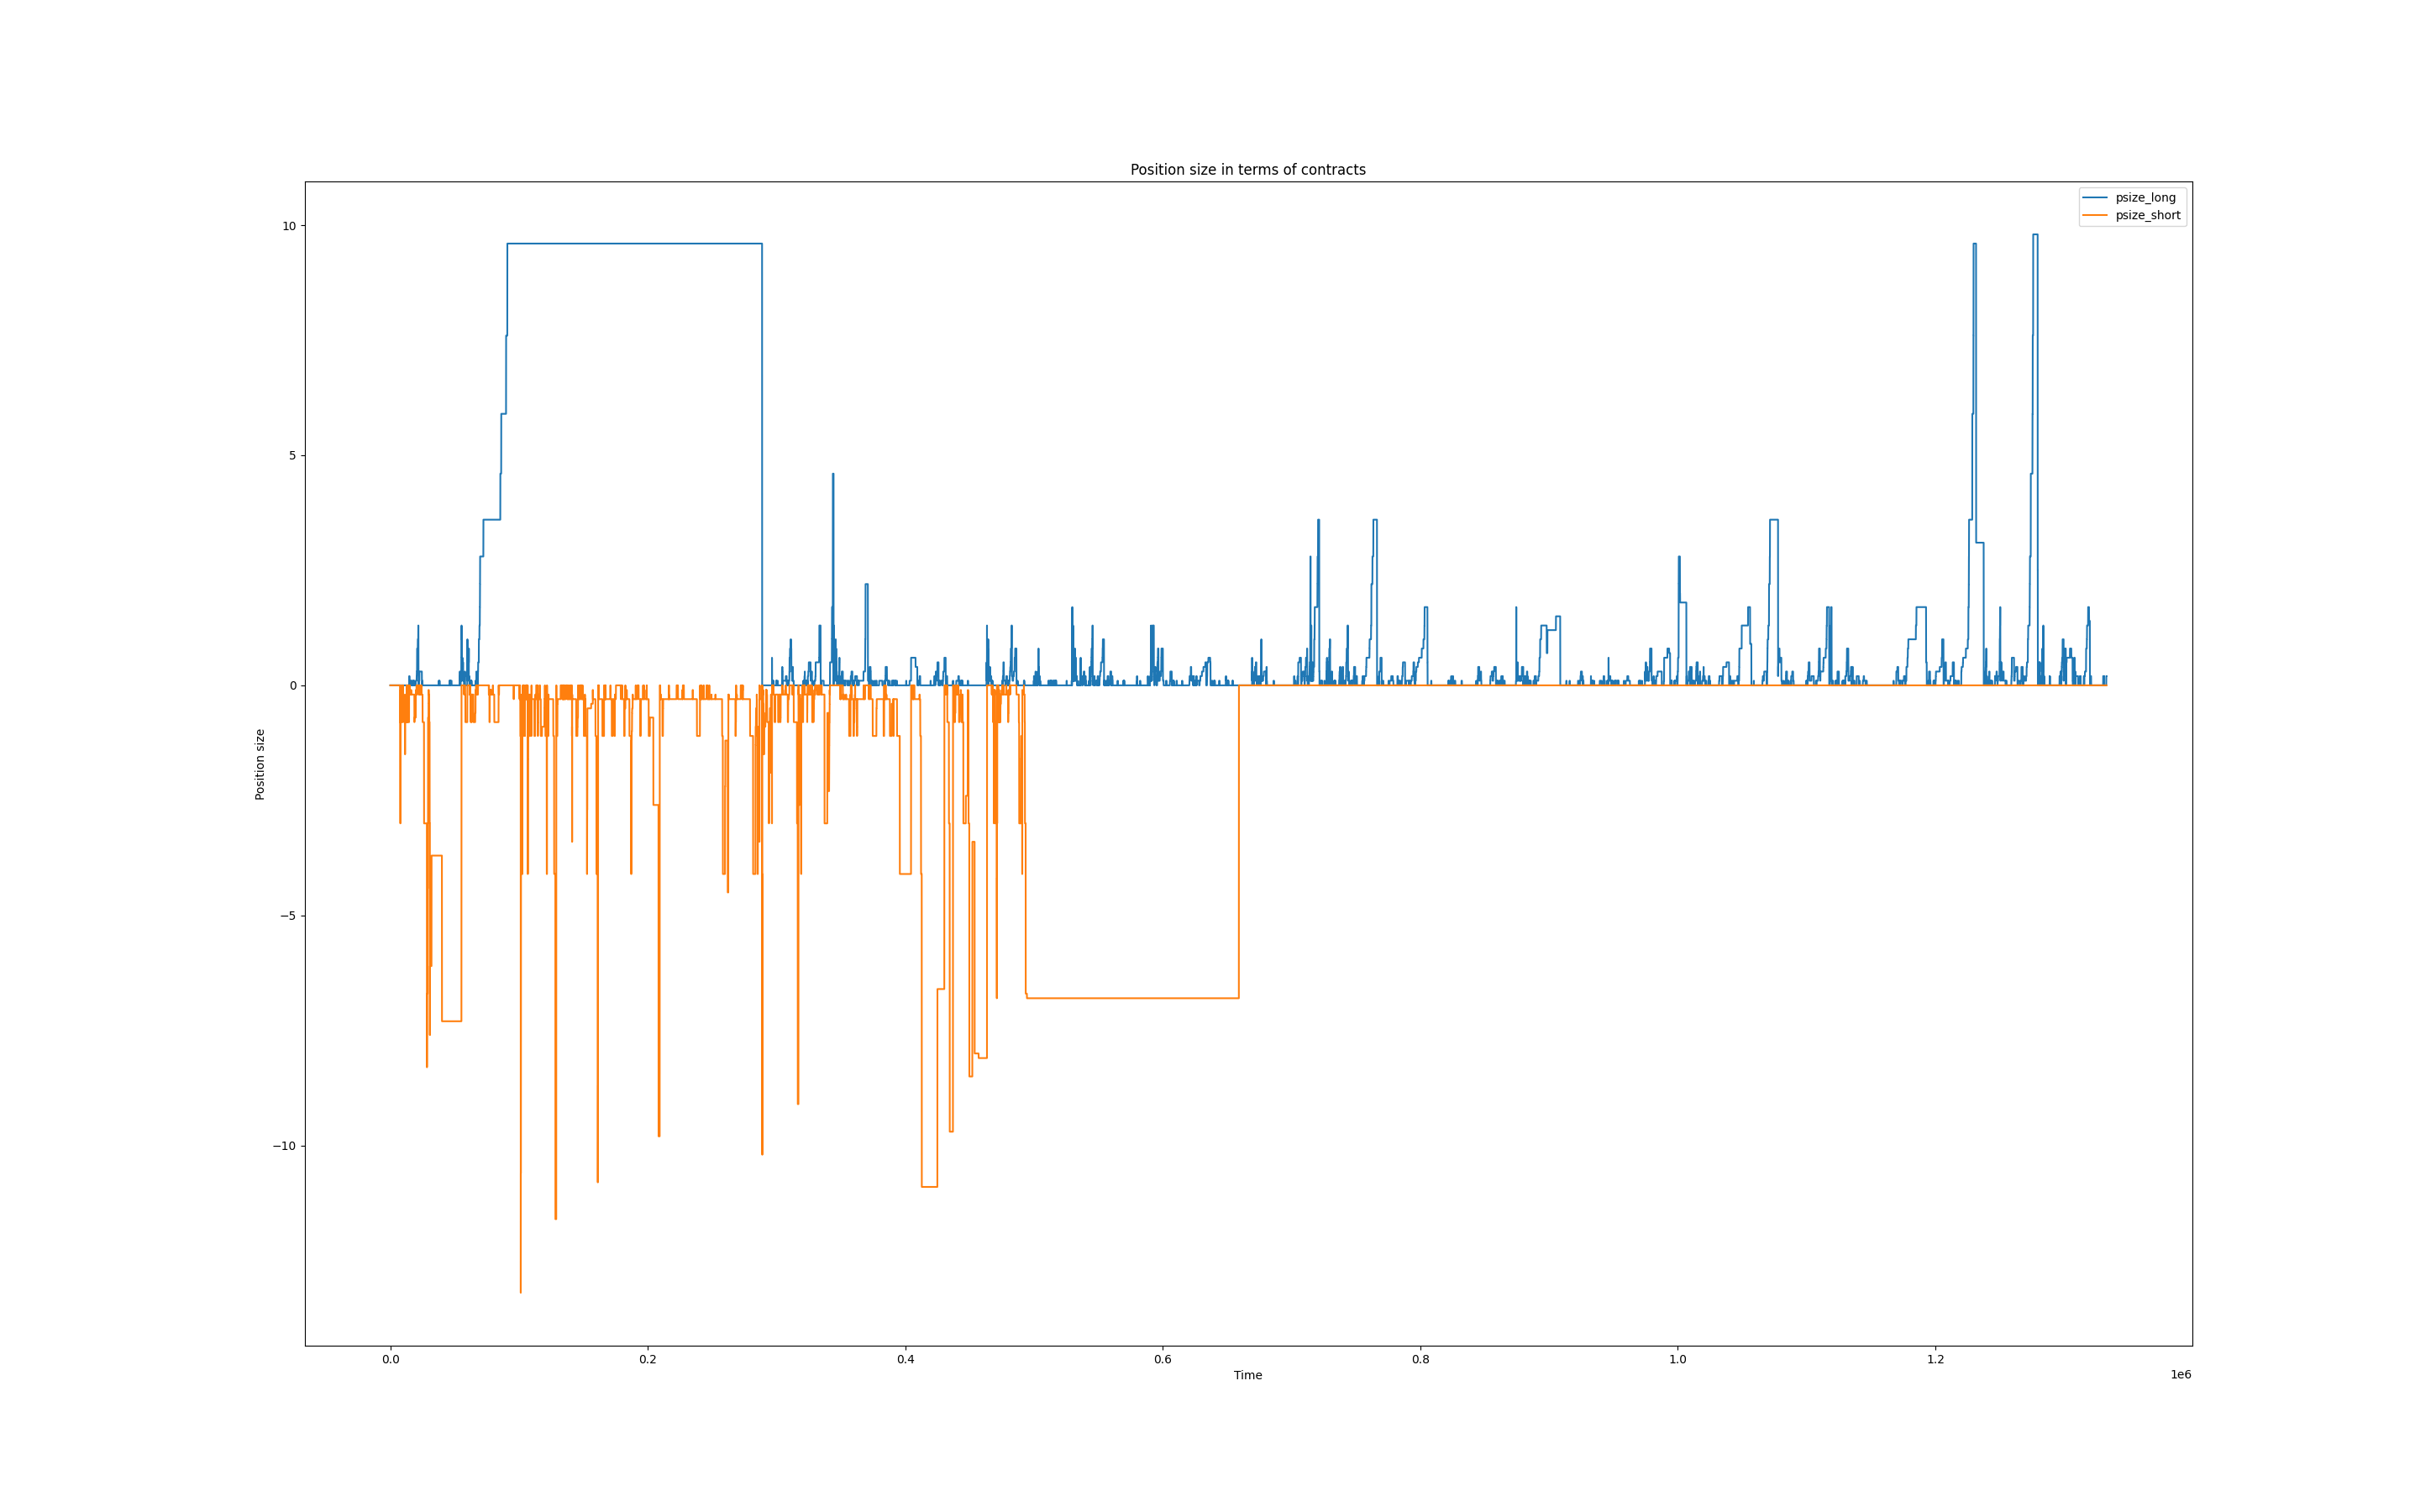 Position size in terms of contracts
psize_long
psize_short
10
5
0
−5
−10
Position size
0.0
0.2
0.4
0.6
0.8
1.0
1.2
1e6
Time